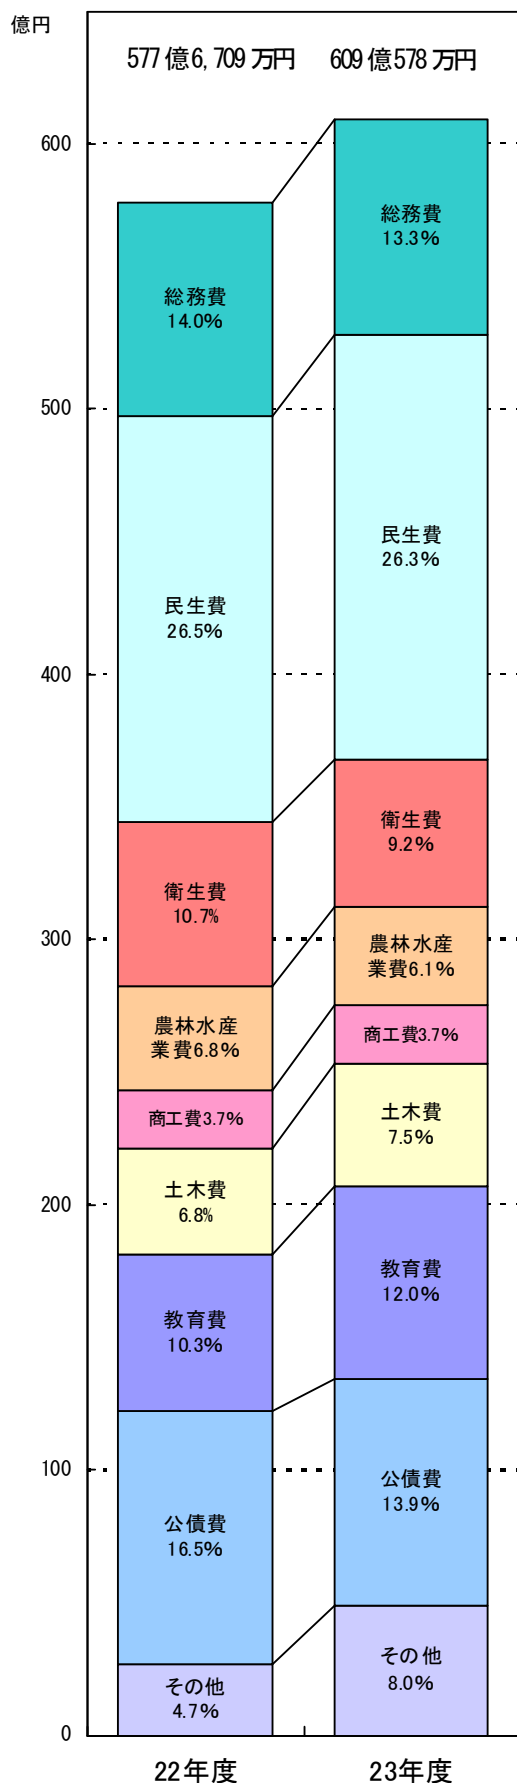 億円
577億6,709万円
609億578万円
600
500
400
300
200
100
0
総務費
14.0%
民生費
26.5%
衛生費
10.7%
農林水産
業費6.8%
商工費3.7%
土木費
6.8%
教育費
10.3%
公債費
16.5%
その他
4.7%
総務費
13.3%
民生費
26.3%
衛生費
9.2%
農林水産
業費6.1%
商工費3.7%
土木費
7.5%
教育費
12.0%
公債費
13.9%
その他
8.0%
22年度
23年度